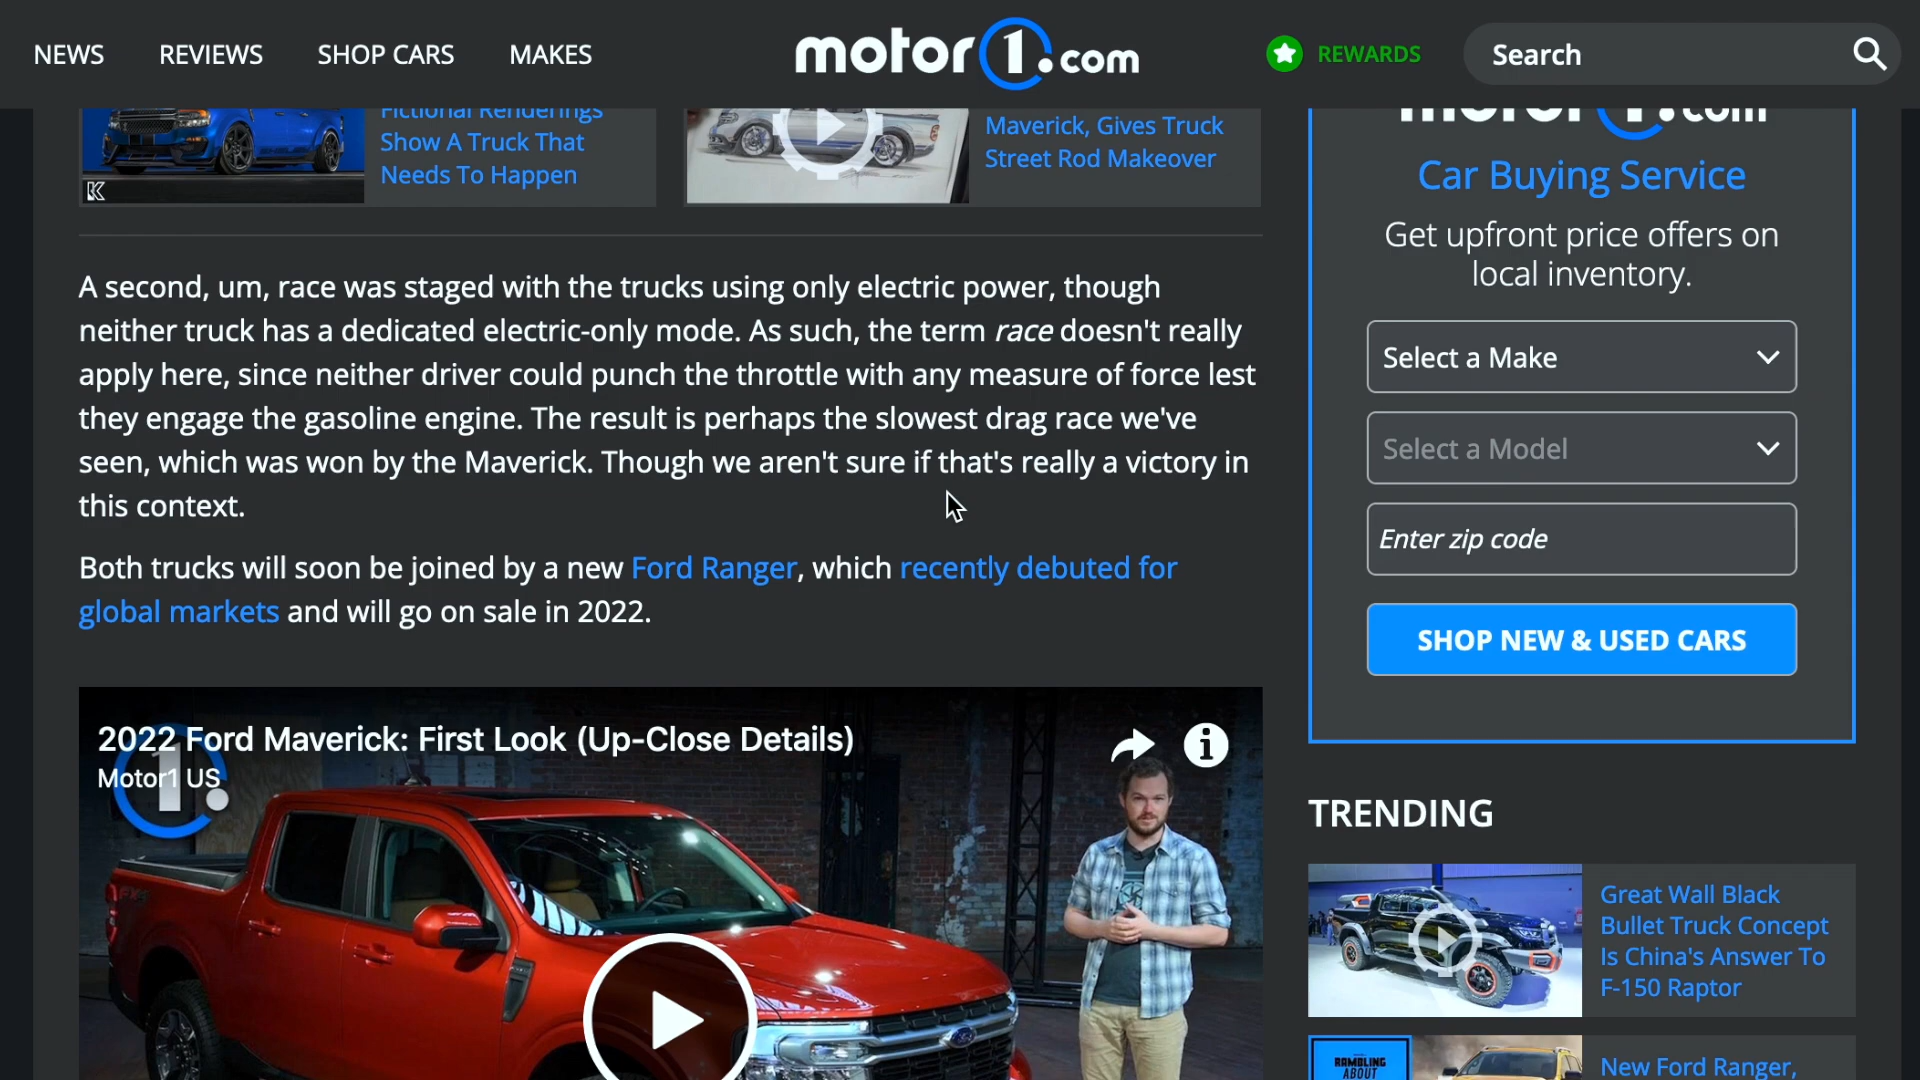 NEWS
REVIEWS
SHOP CARS
MAKES
motor1.com
REWARDS
Search
Fictional Renderings
Show A Truck That
Needs To Happen
Maverick, Gives Truck
Street Rod Makeover
A second, um, race was staged with the trucks using only electric power, though
neither truck has a dedicated electric-only mode. As such, the term race doesn't really
apply here, since neither driver could punch the throttle with any measure of force lest
they engage the gasoline engine. The result is perhaps the slowest drag race we've
seen, which was won by the Maverick. Though we aren't sure if that's really a victory in
this context.
Both trucks will soon be joined by a new Ford Ranger, which recently debuted for
global markets and will go on sale in 2022.
2022 Ford Maverick: First Look (Up-Close Details)
Motor1 US
motor1.com
Car Buying Service
Get upfront price offers on
local inventory.
Select a Make
Select a Model
Enter zip code
SHOP NEW & USED CARS
TRENDING
Great Wall Black
Bullet Truck Concept
Is China's Answer To
F-150 Raptor
RAMBLING
ABOUT
New Ford Ranger,